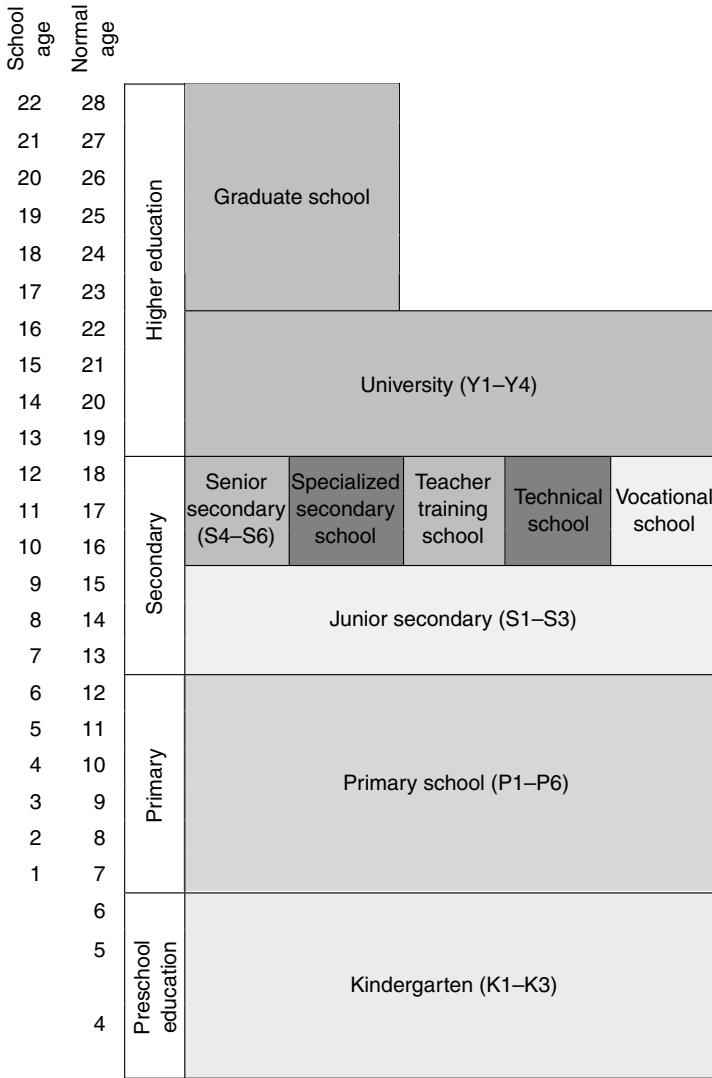 School age
Normal age
22 28
21 27
20 26
19 25
18 24
17 23
16 22
15 21
14 20
13 19
12 18
11 17
10 16
9 15
8 14
7 13
6 12
5 11
4 10
3 9
2 8
1 7
6
5
4
Higher education
Graduate school
University (Y1–Y4)
Secondary
Senior
secondary
(S4–S6)
Specialized
secondary
school
Teacher
training
school
Technical
school
Vocational
school
Junior secondary (S1–S3)
Primary
Primary school (P1–P6)
Preschool
education
Kindergarten (K1–K3)